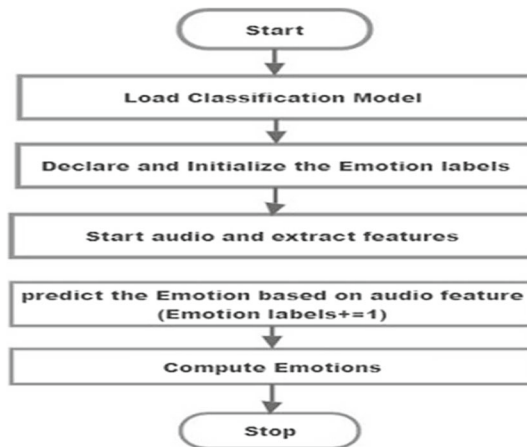 Start
Load Classification Model
Declare and Initialize the Emotion labels
Start audio and extract features
predict the Emotion based on audio feature
(Emotion labels+=1)
Compute Emotions
Stop